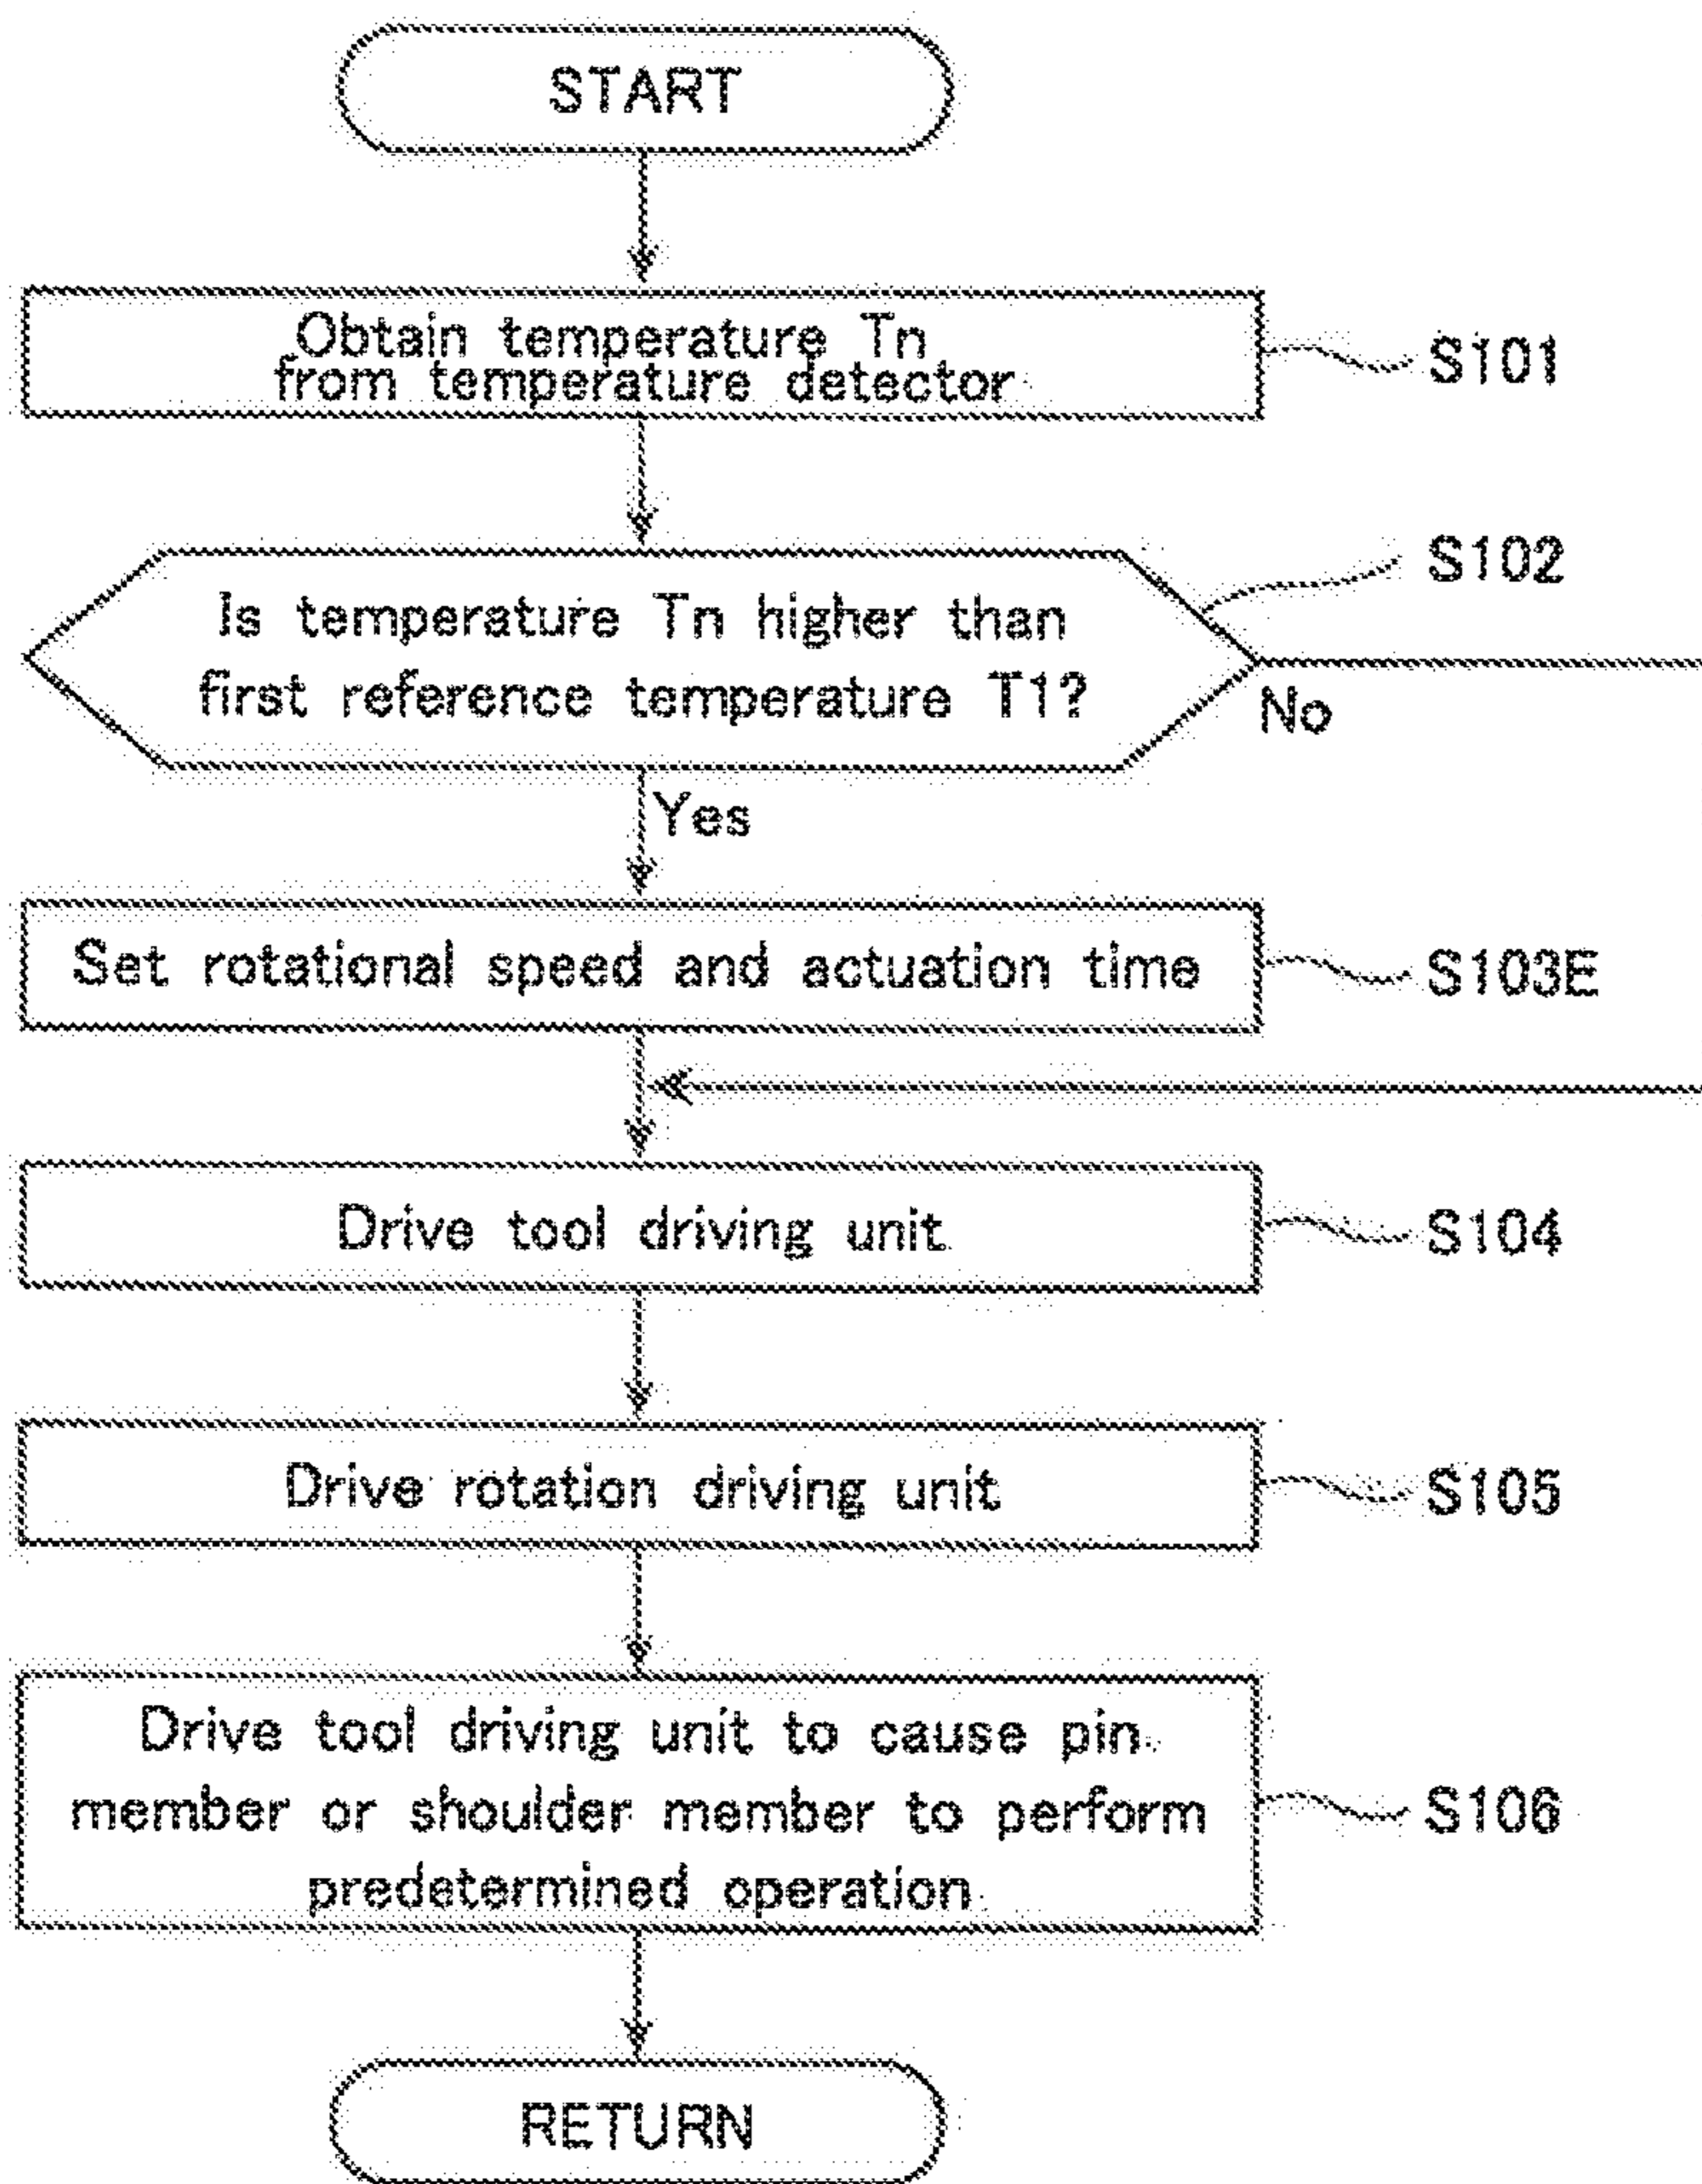 START
Obtain temperature Tn
from temperature detector
S101
S102
Is temperature Tn higher than
first reference temperature T1?
No
Yes
Set rotational speed and actuation time
S103E
Drive tool driving unit
S104
Drive rotation driving unit
S105
Drive tool driving unit to cause pin
member or shoulder member to perform
predetermined operation
S106
RETURN